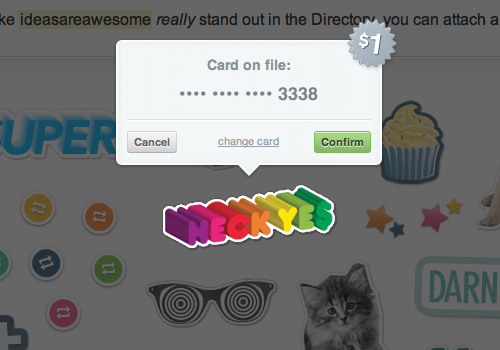 ke ideasareawesome really stand out in the Directory, you can attach a
$1
Card on file:
•••• •••• •••• 3338
Cancel
change card
Confirm
SUPER
HECK YES
DARN